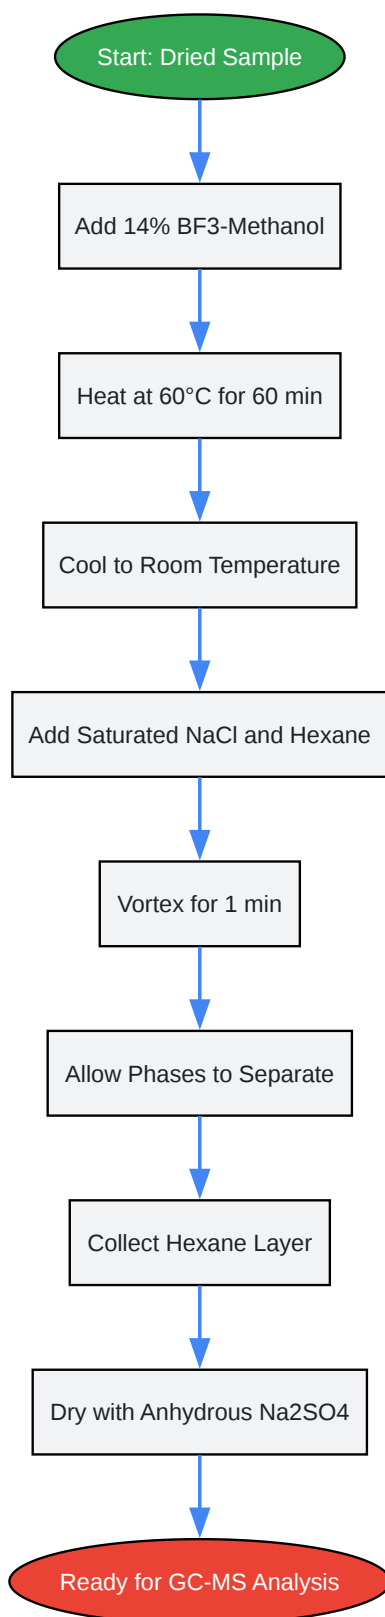 Start: Dried Sample
Add 14% BF3-Methanol
Heat at 60°C for 60 min
Cool to Room Temperature
Add Saturated NaCl and Hexane
Vortex for 1 min
Allow Phases to Separate
Collect Hexane Layer
Dry with Anhydrous Na2SO4
Ready for GC-MS Analysis